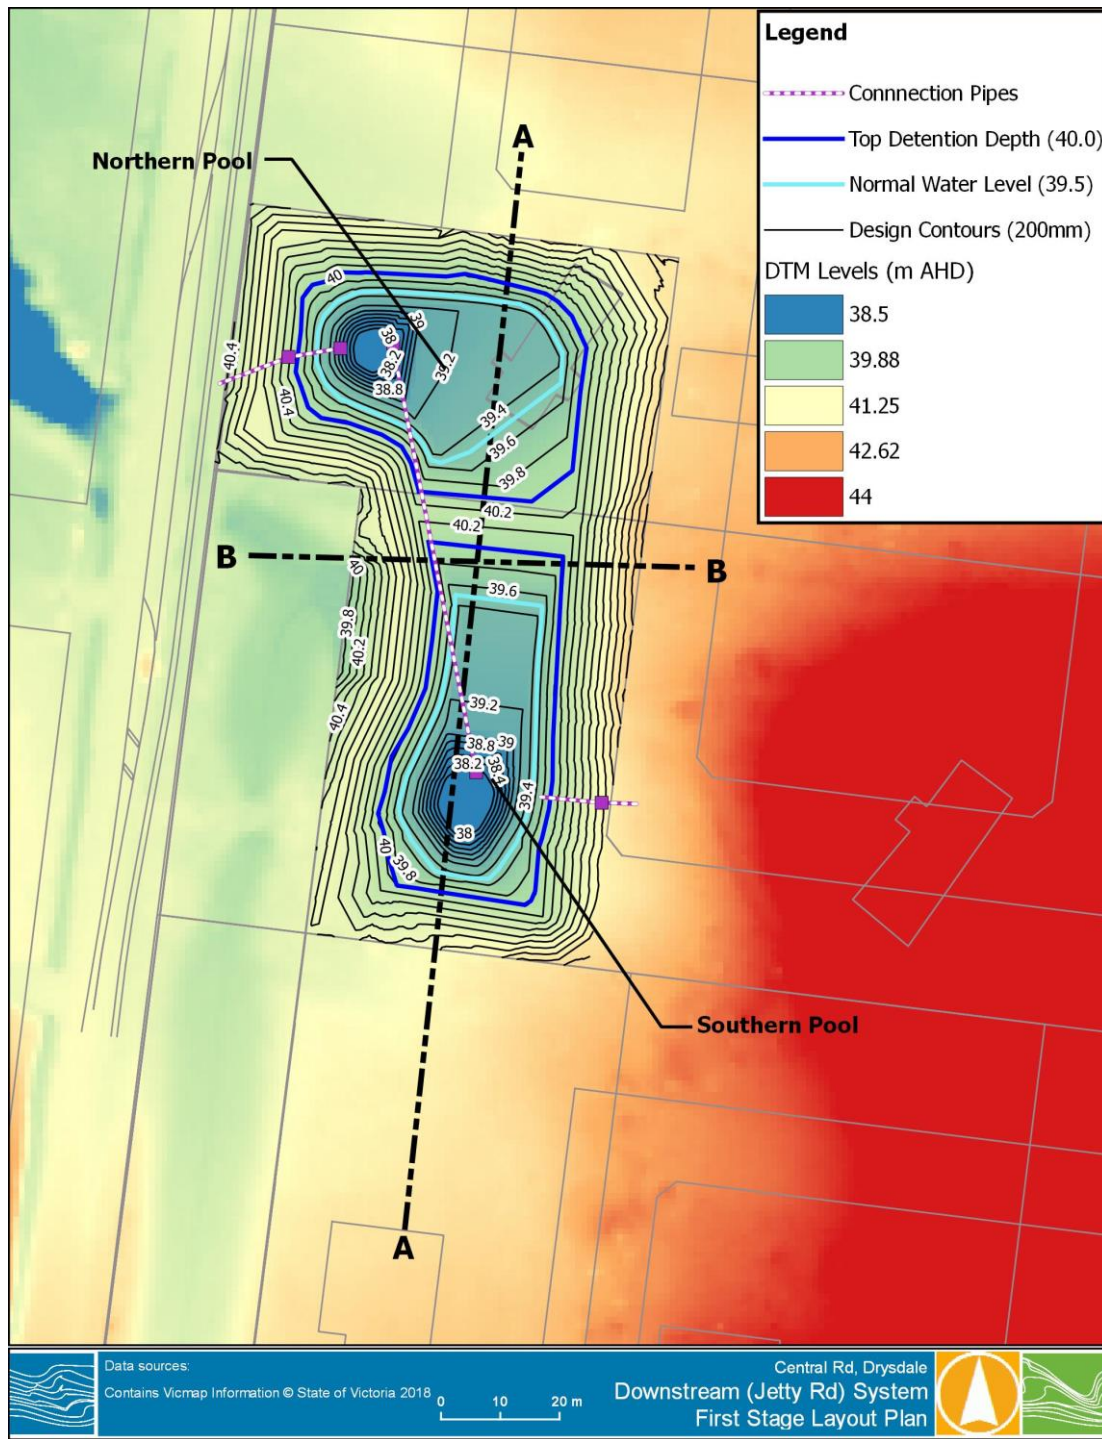 Legend
Connnection Pipes
Top Detention Depth (40.0)
Normal Water Level (39.5)
Design Contours (200mm)
DTM Levels (m AHD)
38.5
39.88
41.25
42.62
44
A
Northern Pool
40
39
38
38.2
38.8
39.2
40.4
40.4
39.4
39.6
39.8
40.2
40.2
B
B
40
39.6
39.8
40.2
40.4
39.2
38.8
39
38.2
38.4
39.4
38
40
39.8
Southern Pool
A
Data sources:
Contains Vicmap Information © State of Victoria 2018
0 10 20 m
Central Rd, Drysdale
Downstream (Jetty Rd) System
First Stage Layout Plan